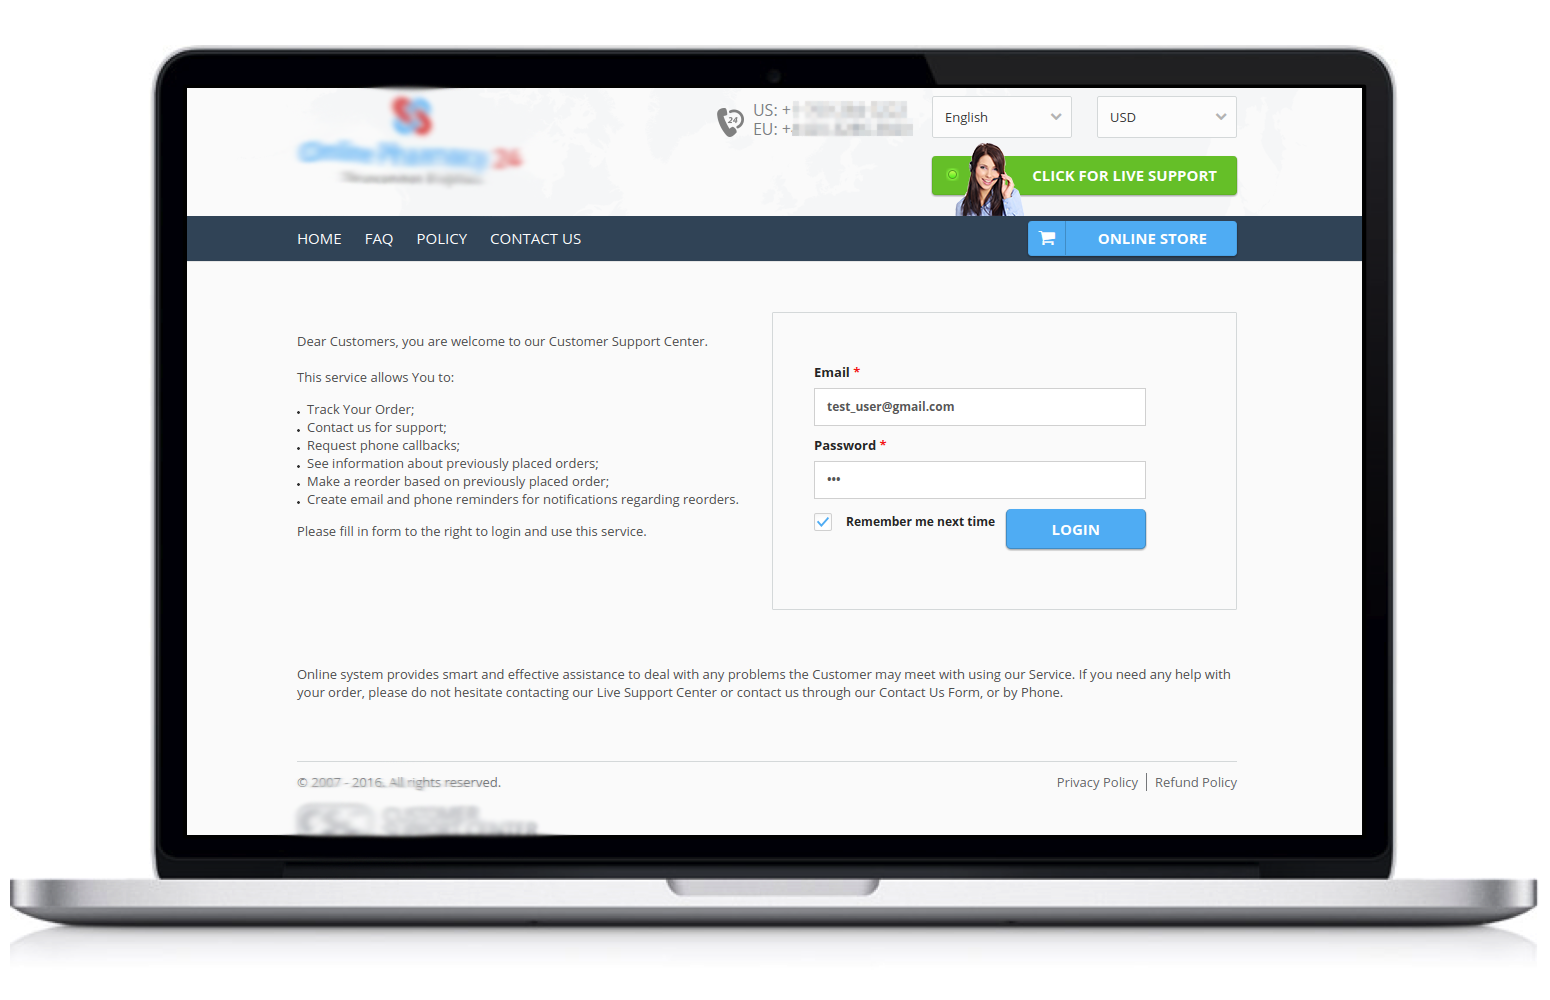 24
US: +
EU: +
English
USD
CLICK FOR LIVE SUPPORT
HOME FAQ POLICY CONTACT US
ONLINE STORE
Dear Customers, you are welcome to our Customer Support Center.
This service allows You to:
• Track Your Order;
• Contact us for support;
• Request phone callbacks;
• See information about previously placed orders;
• Make a reorder based on previously placed order;
• Create email and phone reminders for notifications regarding reorders.
Please fill in form to the right to login and use this service.
Email *
test_user@gmail.com
Password *
•••
Remember me next time
LOGIN
Online system provides smart and effective assistance to deal with any problems the Customer may meet with using our Service. If you need any help with
your order, please do not hesitate contacting our Live Support Center or contact us through our Contact Us Form, or by Phone.
© 2007 - 2016. All rights reserved.
Privacy Policy | Refund Policy
CUSTOMER
SUPPORT CENTER